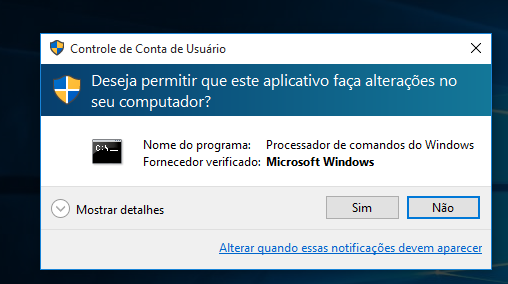 Controle de Conta de Usuário
Deseja permitir que este aplicativo faça alterações no
seu computador?
C:\_
Nome do programa: Processador de comandos do Windows
Fornecedor verificado: Microsoft Windows
Mostrar detalhes
Sim
Não
Alterar quando essas notificações devem aparecer